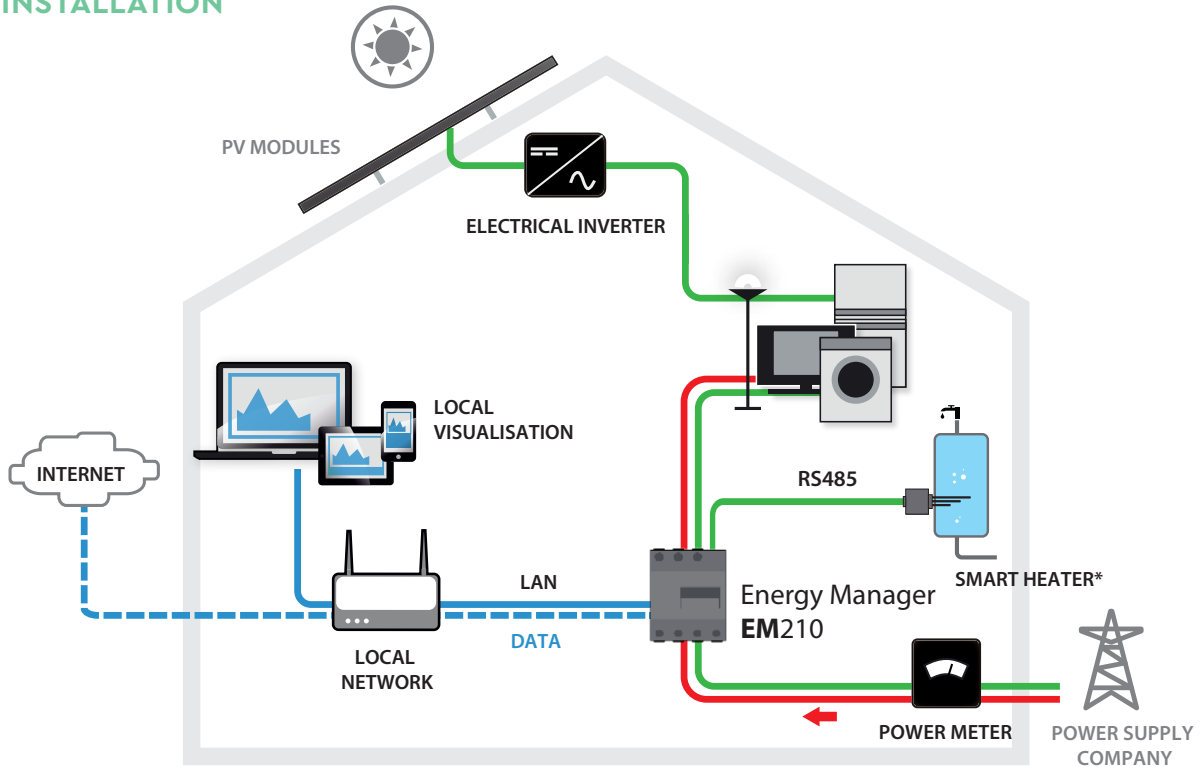 INSTALLATION
PV MODULES
ELECTRICAL INVERTER
LOCAL
VISUALISATION
INTERNET
RS485
SMART HEATER*
LAN
Energy Manager
EM210
DATA
LOCAL
NETWORK
POWER METER
POWER SUPPLY
COMPANY